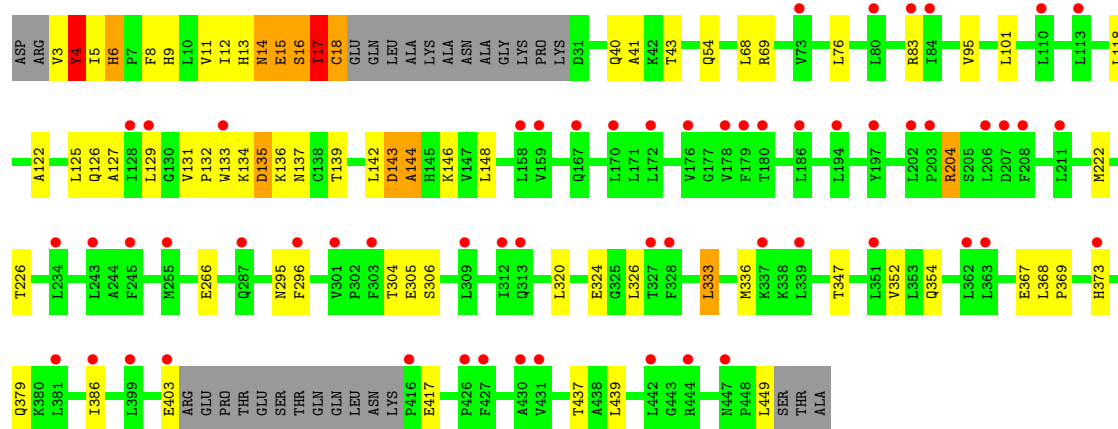 ASP ARG V3 Y4 I5 H6 P7 F8 H9 L10 V11 I12 H13 N14 E15 S16 T17 C18 GLU GLN LEU ALA LYS ALA ASN ALA GLY LYS PRO LYS D31 Q40 A41 K42 T43 Q54 L68 R69 V73 L76 L80 R83 I84 V95 L101 L110 L113 L118
A122 L125 Q126 A127 I128 L129 G130 V131 P132 W133 K134 D135 K136 N137 C138 T139 L142 D143 A144 H145 K146 V147 L148 L158 V159 Q167 L170 L171 L172 V176 G177 V178 F179 T180 L186 L194 Y197 L202 P203 R204 S205 L206 D207 F208 L211 M222
T226 L234 L243 A244 F245 M255 E266 Q287 N295 F296 V301 P302 F303 T304 E305 S306 L309 I312 Q313 L320 E324 G325 L326 T327 F328 L333 M336 K337 K338 L339 T347 L351 V352 L353 Q354 L362 L363 E367 L368 P369 H373
Q379 K380 L381 I386 L399 E403 ARG GLU PRO THR GLU SER THR GLN GLN LEU ASN LYS P416 E417 P426 F427 A430 V431 T437 A438 L439 L442 G443 R444 N447 P448 L449 SER THR ALA